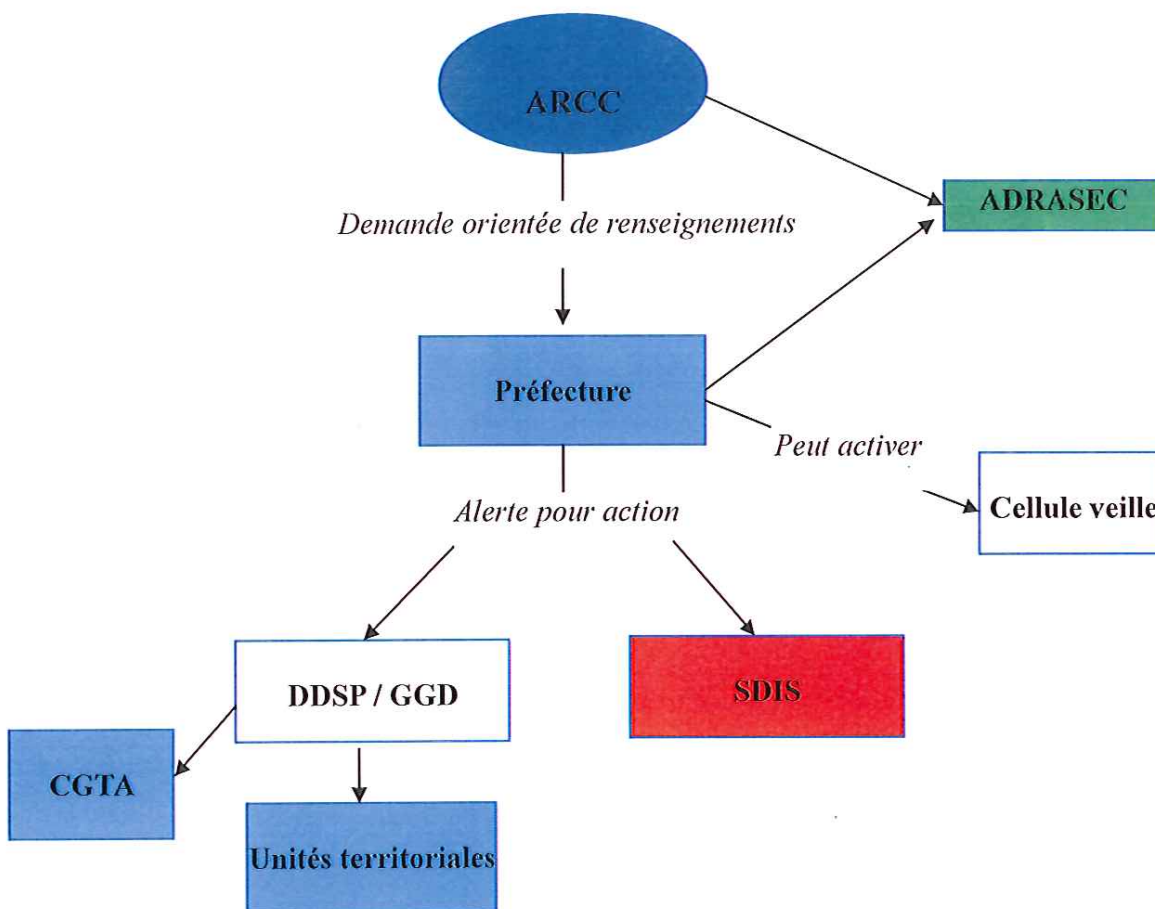 ARCC
ADRASEC
Demande orientée de renseignements
Préfecture
Peut activer
Cellule veille
Alerte pour action
DDSP / GGD
SDIS
CGTA
Unités territoriales